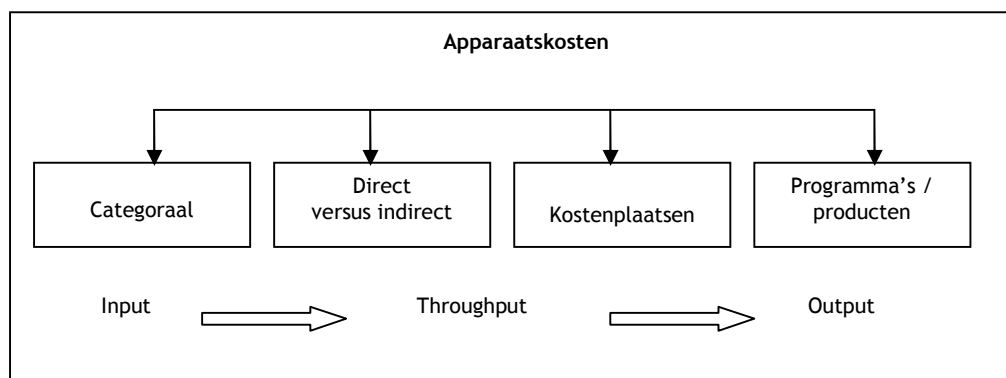 Apparaatskosten
Categoraal
Direct
versus indirect
Kostenplaatsen
Programma's /
producten
Input
Throughput
Output